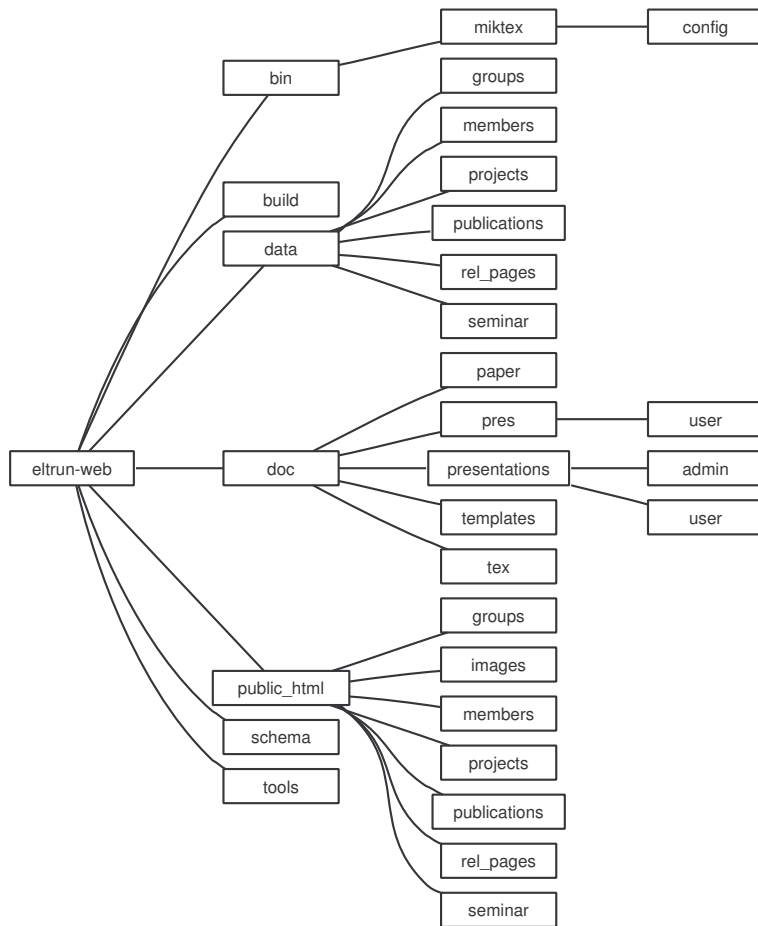 miktex
config
bin
groups
members
projects
build
publications
data
rel_pages
seminar
paper
pres
user
eltrun-web
doc
presentations
admin
templates
user
tex
groups
images
public_html
members
schema
projects
tools
publications
rel_pages
seminar